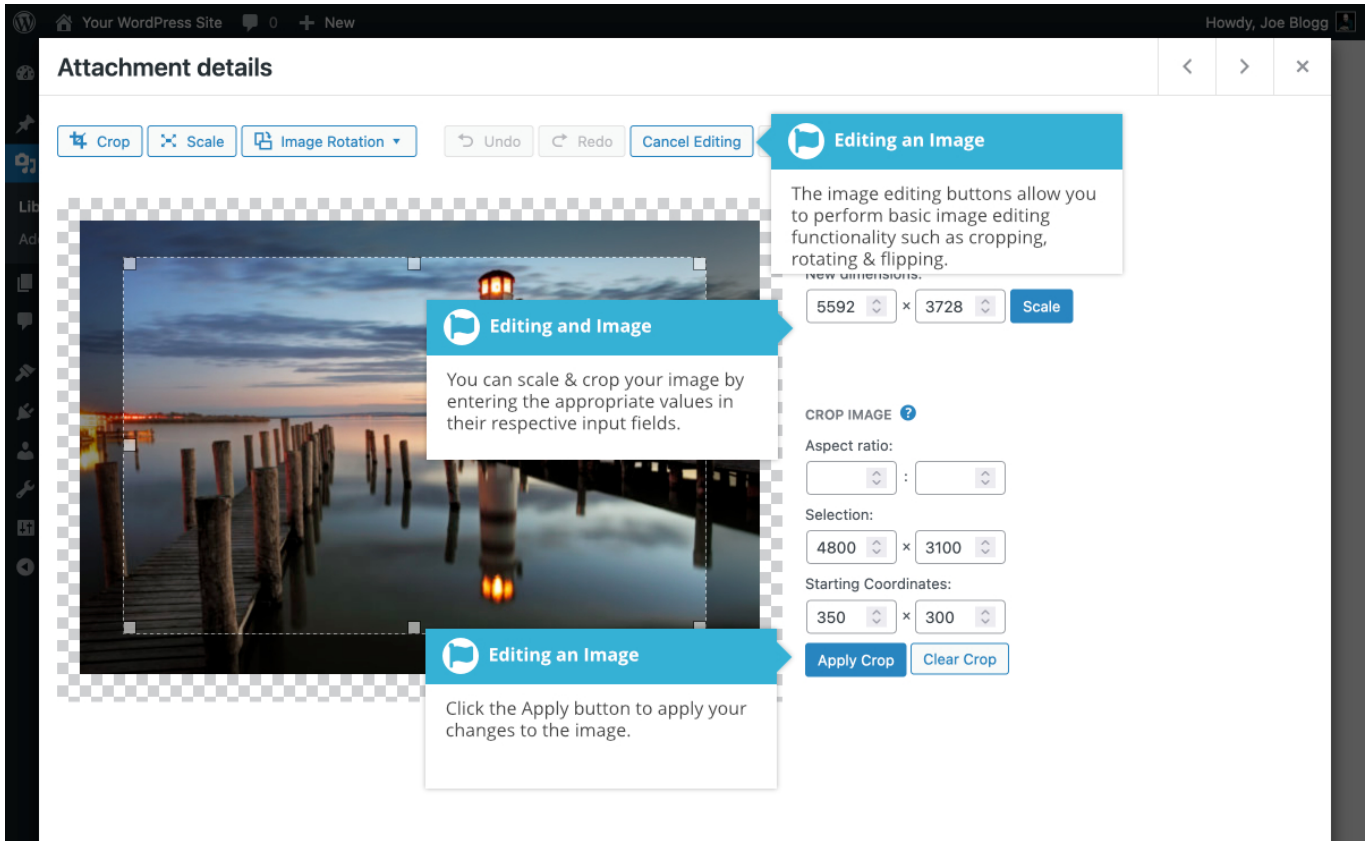 Your WordPress Site 0 + New Howdy, Joe Blogg
Attachment details
Crop Scale Image Rotation Undo Redo Cancel Editing
Editing an Image
The image editing buttons allow you
to perform basic image editing
functionality such as cropping,
rotating & flipping.
Lib
Ad
New dimensions:
5592 × 3728 Scale
Editing and Image
You can scale & crop your image by
entering the appropriate values in
their respective input fields.
CROP IMAGE ?
Aspect ratio:
:
Selection:
4800 × 3100
Starting Coordinates:
350 × 300
Apply Crop Clear Crop
Editing an Image
Click the Apply button to apply your
changes to the image.